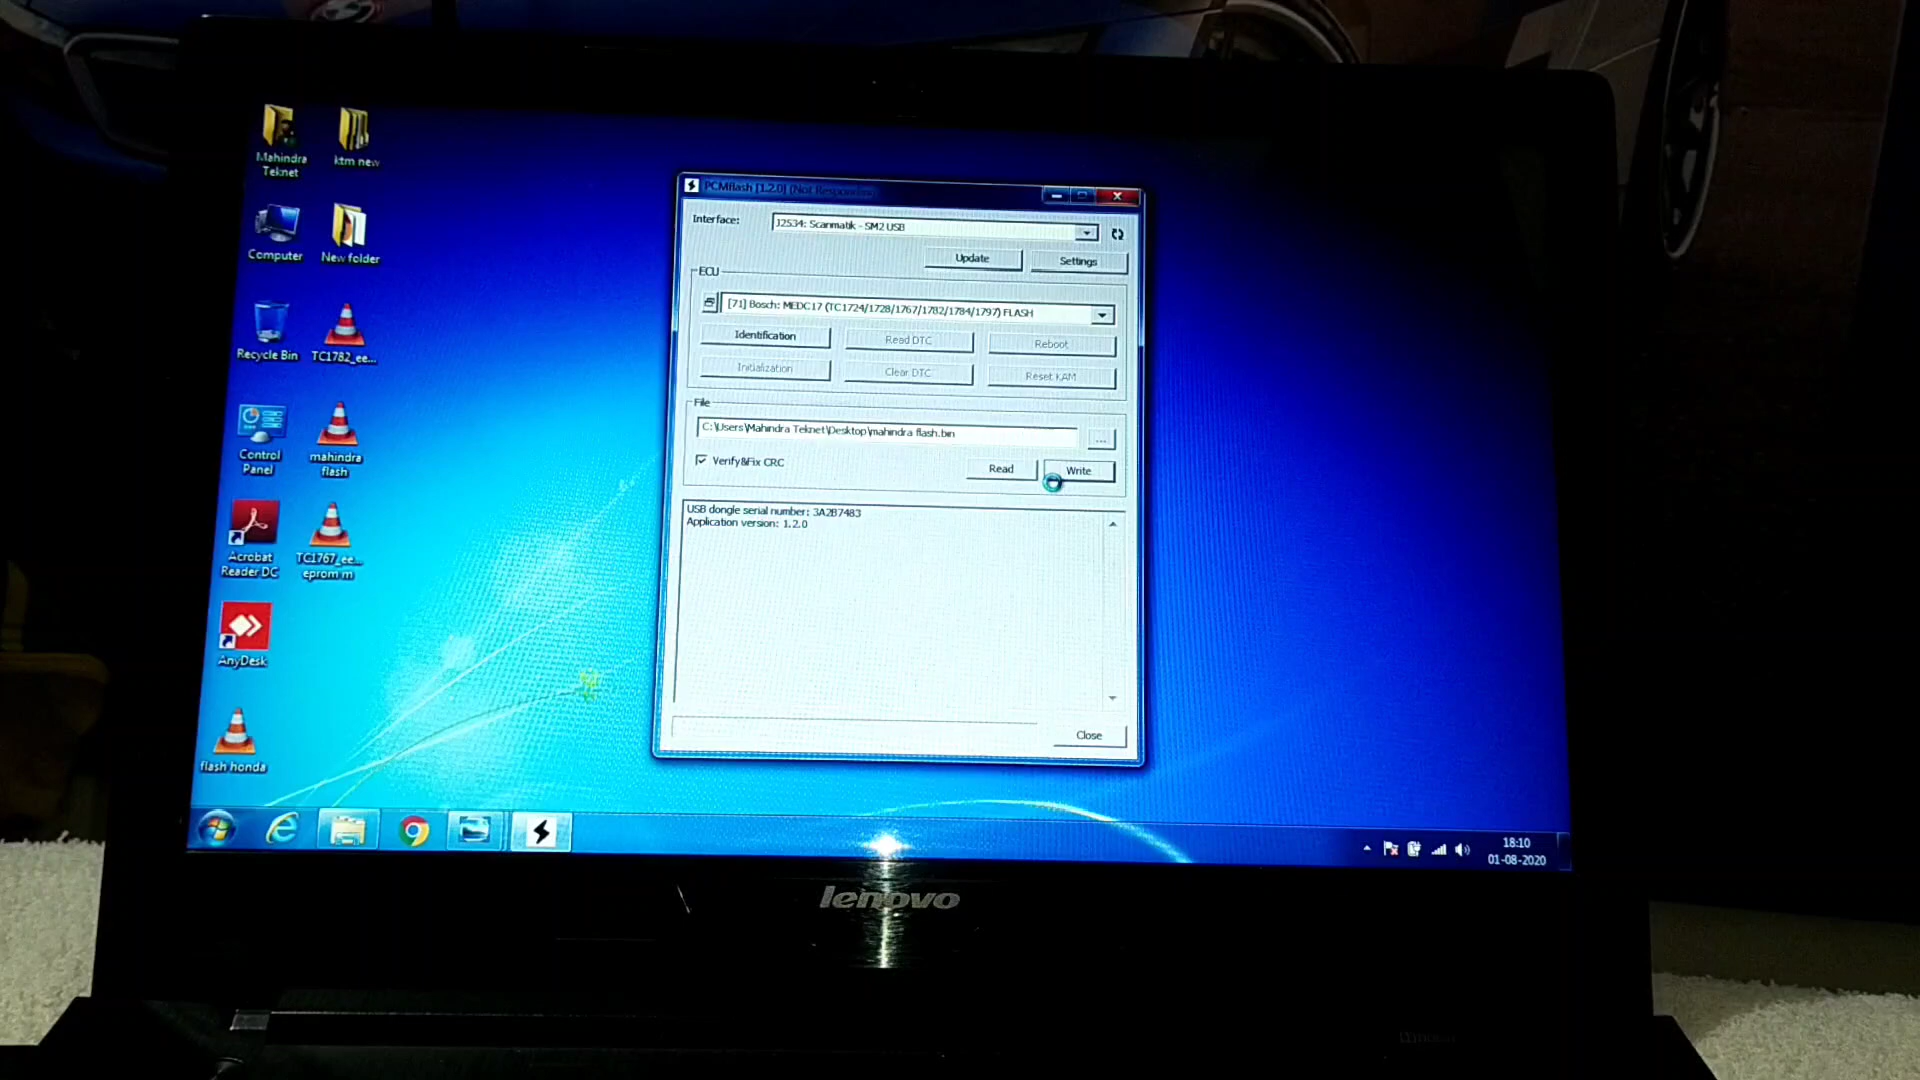 Mahindra
Teknet
ktm new
Computer
New folder
Recycle Bin
TC1782_ee...
Control
Panel
mahindra
flash
Acrobat
Reader DC
TC1767_ee...
eprom m
AnyDesk
flash honda
PCMflash [1.2.0] (Not Responding)
Interface:
J2534: Scanmatik - SM2 USB
Update
Settings
ECU
[71] Bosch: MEDC17 (TC1724/1728/1767/1782/1784/1797) FLASH
Identification
Read DTC
Reboot
Initialization
Clear DTC
Reset KAM
File
C:\Users\Mahindra Teknet\Desktop\mahindra flash.bin
...
Verify&Fix CRC
Read
Write
USB dongle serial number: 3A2B7483
Application version: 1.2.0
Close
18:10
01-08-2020
lenovo